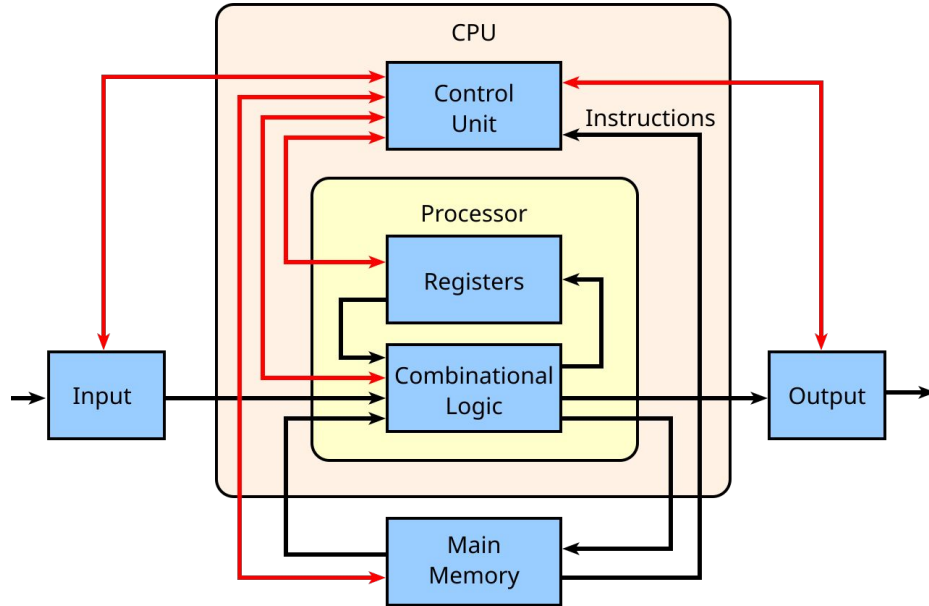 CPU
Control
Unit
Instructions
Processor
Registers
Combinational
Logic
Input
Output
Main
Memory